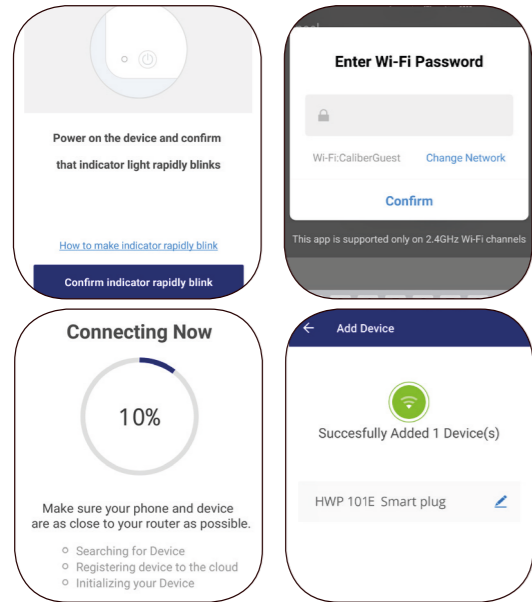 Power on the device and confirm
that indicator light rapidly blinks
How to make indicator rapidly blink
Confirm indicator rapidly blink
Enter Wi-Fi Password
Wi-Fi:CaliberGuest Change Network
Confirm
This app is supported only on 2.4GHz Wi-Fi channels
Connecting Now
10%
Make sure your phone and device
are as close to your router as possible.
Searching for Device
Registering device to the cloud
Initializing your Device
Add Device
Succesfully Added 1 Device(s)
HWP 101E Smart plug